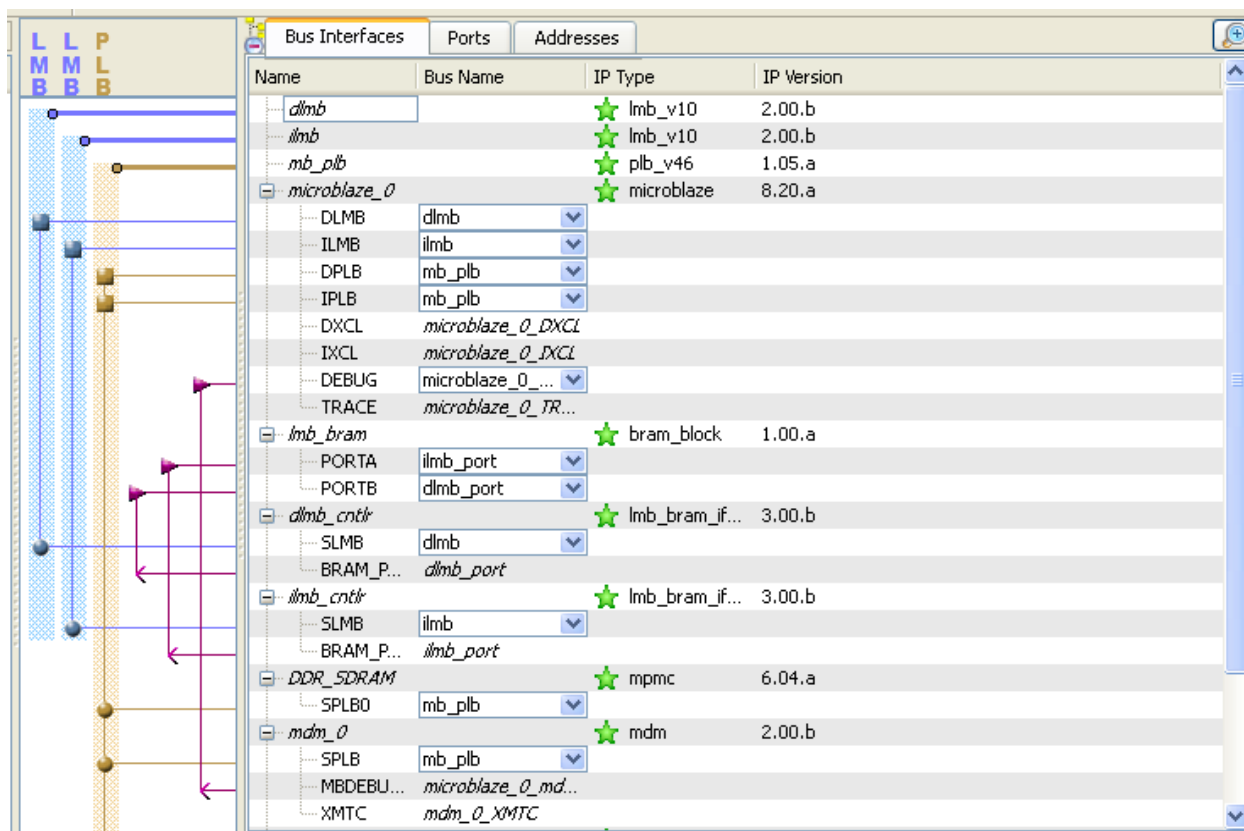 L L P
M M L
B B B
Bus Interfaces Ports Addresses
Name Bus Name IP Type IP Version
dlmb lmb_v10 2.00.b
ilmb lmb_v10 2.00.b
mb_plb plb_v46 1.05.a
microblaze_0 microblaze 8.20.a
DLMB dlmb
ILMB ilmb
DPLB mb_plb
IPLB mb_plb
DXCL microblaze_0_DXCL
IXCL microblaze_0_IXCL
DEBUG microblaze_0_...
TRACE microblaze_0_TR...
lmb_bram bram_block 1.00.a
PORTA ilmb_port
PORTB dlmb_port
dlmb_cntlr lmb_bram_if... 3.00.b
SLMB dlmb
BRAM_P... dlmb_port
ilmb_cntlr lmb_bram_if... 3.00.b
SLMB ilmb
BRAM_P... ilmb_port
DDR_SDRAM mpmc 6.04.a
SPLB0 mb_plb
mdm_0 mdm 2.00.b
SPLB mb_plb
MBDEBU... microblaze_0_md...
XMTC mdm_0_XMTC